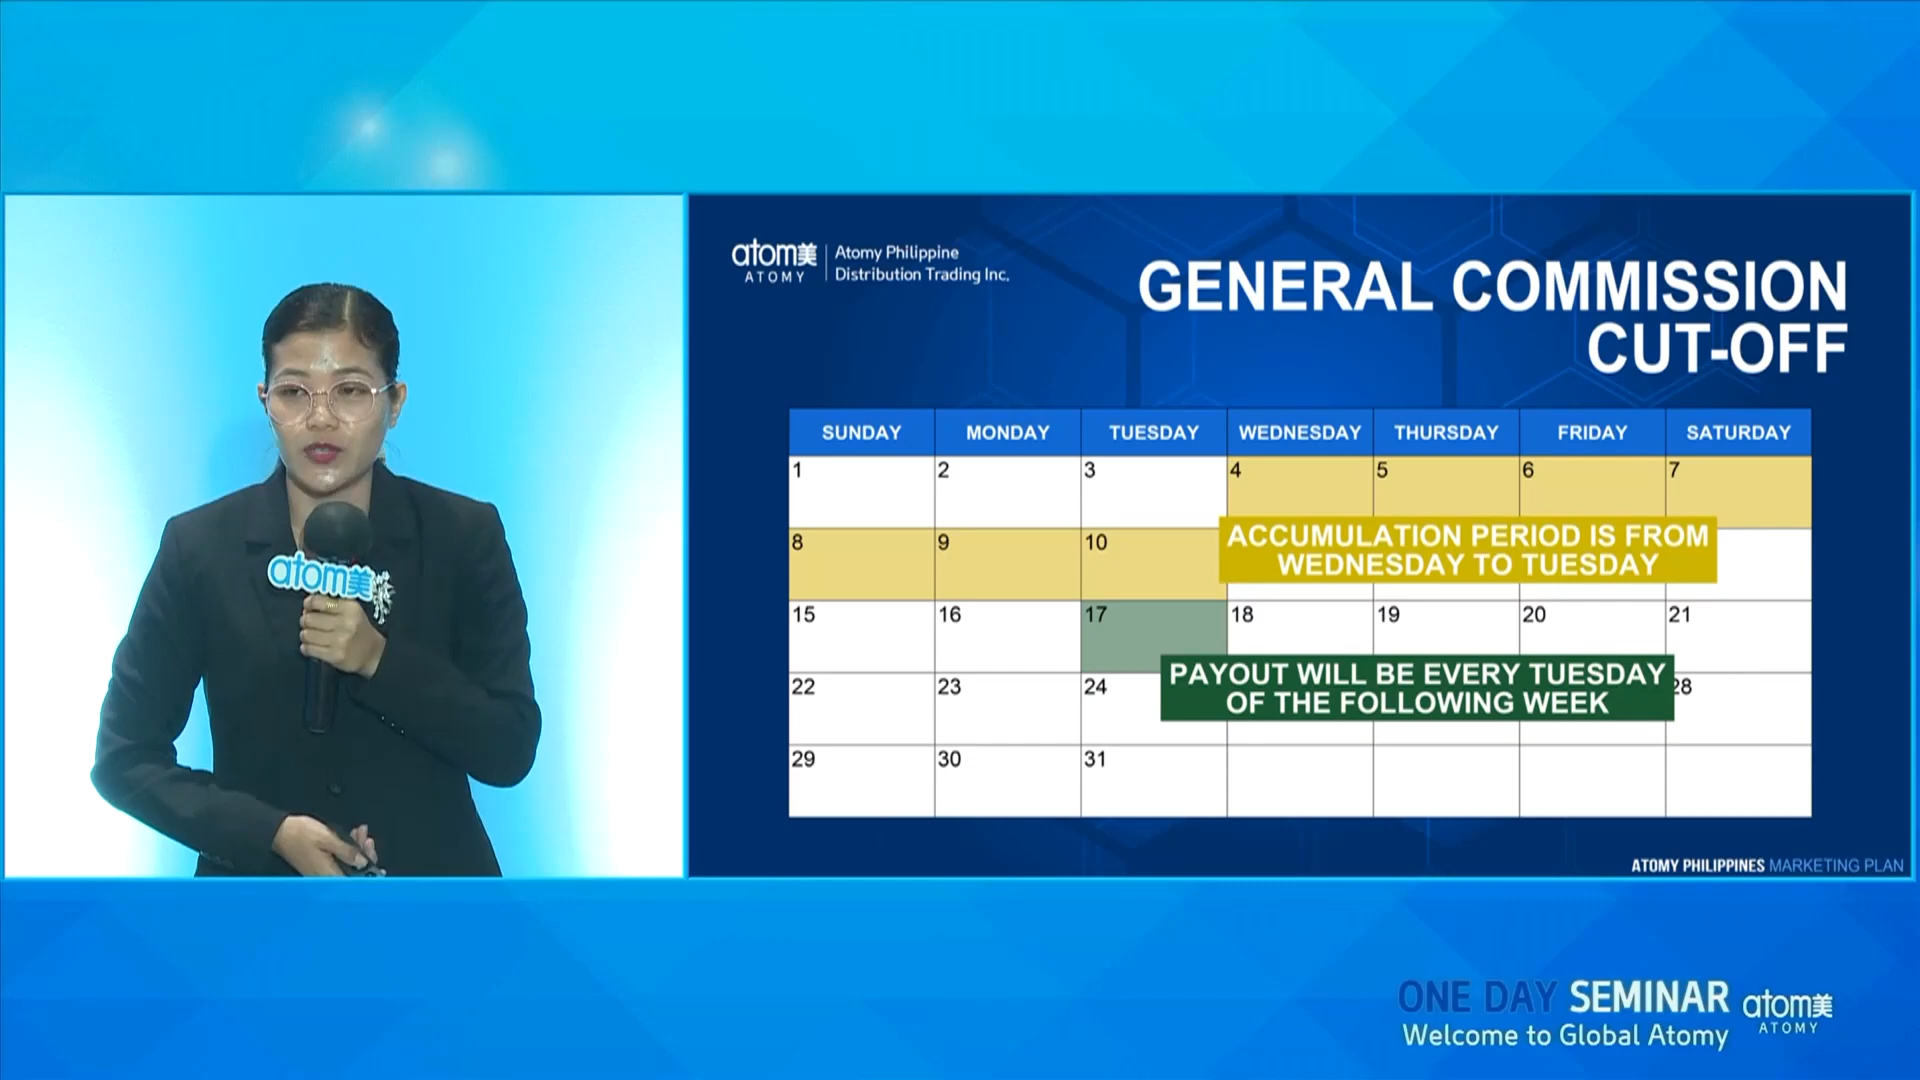 atom美
ATOMY
Atomy Philippine
Distribution Trading Inc.
GENERAL COMMISSION
CUT-OFF
SUNDAY MONDAY TUESDAY WEDNESDAY THURSDAY FRIDAY SATURDAY
1 2 3 4 5 6 7
8 9 10
ACCUMULATION PERIOD IS FROM
WEDNESDAY TO TUESDAY
15 16 17 18 19 20 21
22 23 24 28
PAYOUT WILL BE EVERY TUESDAY
OF THE FOLLOWING WEEK
29 30 31
ATOMY PHILIPPINES MARKETING PLAN
atom美
ONE DAY SEMINAR
Welcome to Global Atomy
atom美
ATOMY